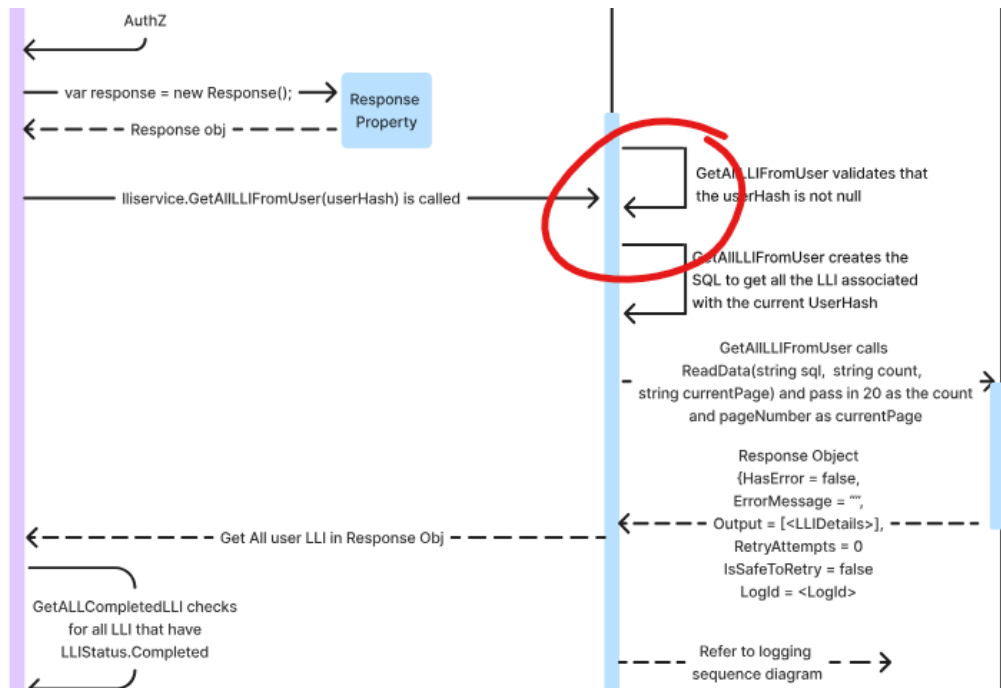 AuthZ
var response = new Response();
Response
Property
Response obj
lliservice.GetAllLLIFromUser(userHash) is called
GetAllLLIFromUser validates that
the userHash is not null
GetAllLLIFromUser creates the
SQL to get all the LLI associated
with the current UserHash
GetAllLLIFromUser calls
ReadData(string sql, string count,
string currentPage) and pass in 20 as the count
and pageNumber as currentPage
Response Object
{HasError = false,
ErrorMessage = “”,
Output = [<LLIDetails>],
RetryAttempts = 0
IsSafeToRetry = false
LogId = <LogId>
Get All user LLI in Response Obj
GetALLCompletedLLI checks
for all LLI that have
LLIStatus.Completed
Refer to logging
sequence diagram